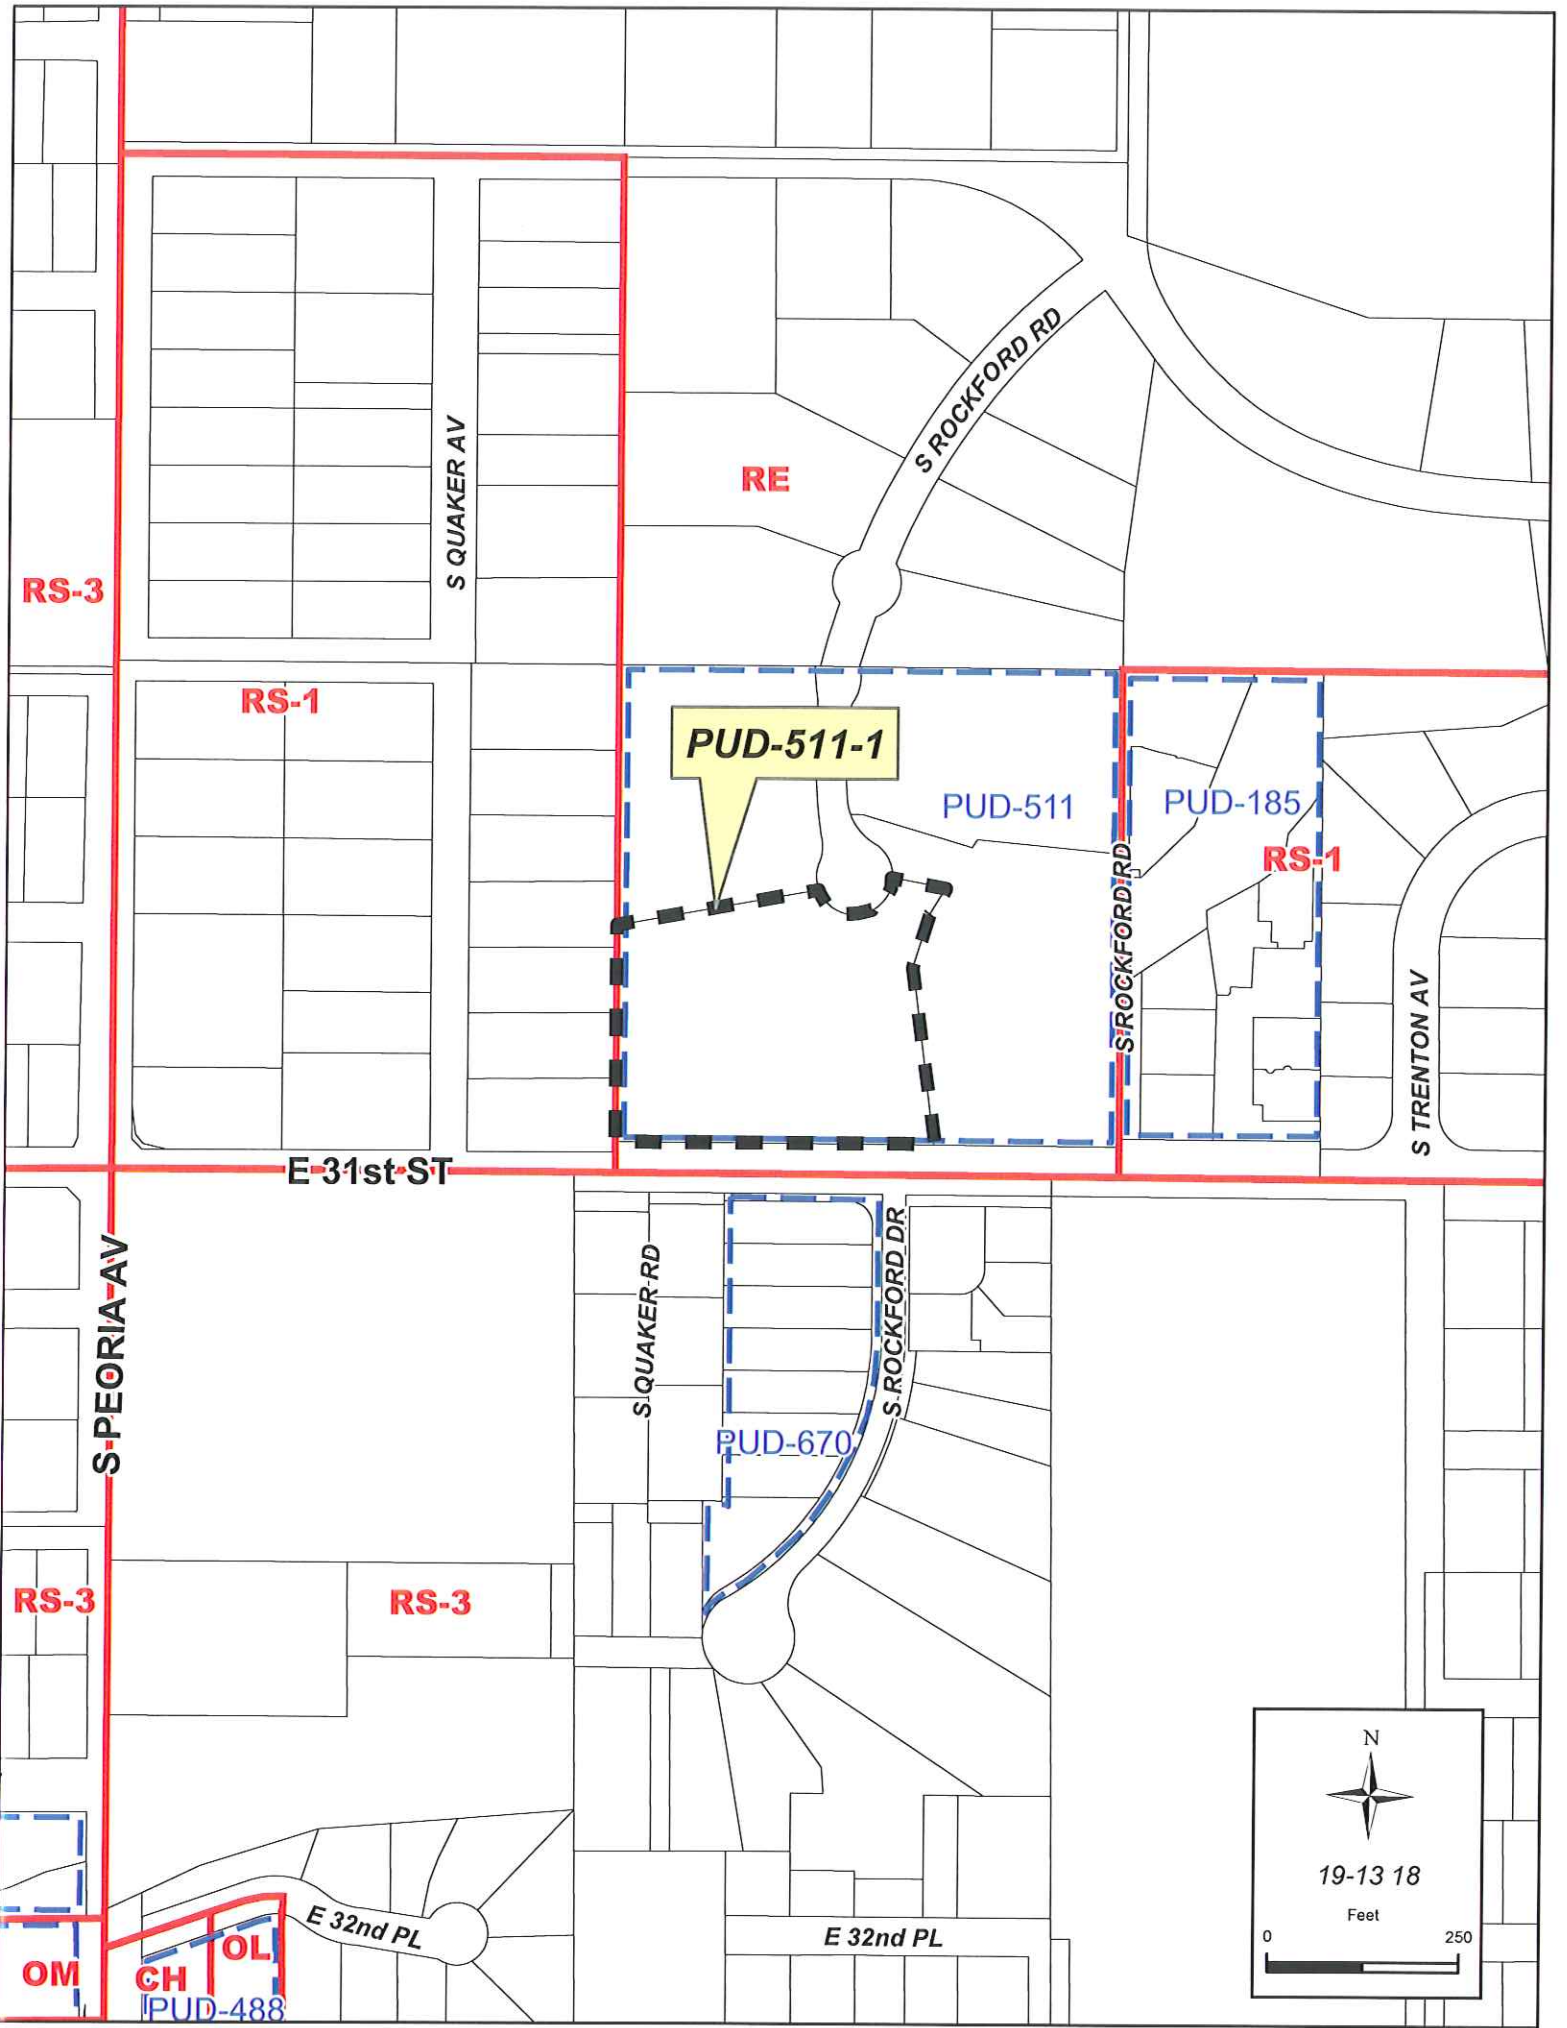 S ROCKFORD RD
S QUAKER AV
RE
RS-3
RS-1
PUD-511-1
PUD-511
PUD-185
RS-1
S ROCKFORD RD
S TRENTON AV
E 31st ST
S PEORIA AV
S QUAKER RD
S ROCKFORD DR
PUD-670
RS-3
RS-3
N
19-13 18
Feet
0
250
E 32nd PL
E 32nd PL
OM
CH
OL
PUD-488